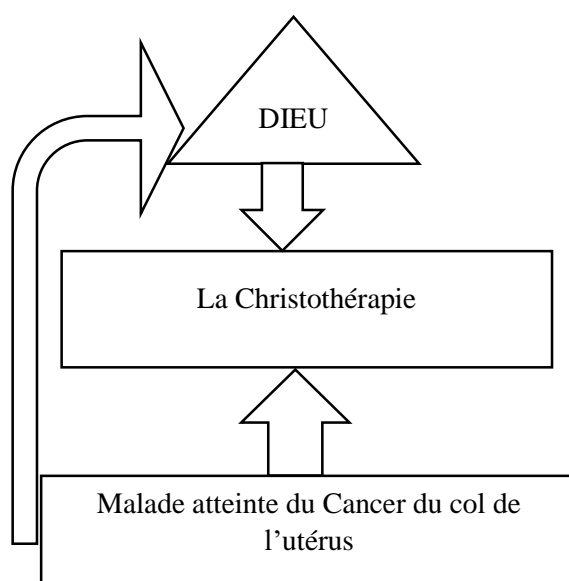 DIEU
La Christothérapie
Malade atteinte du Cancer du col de
l’utérus